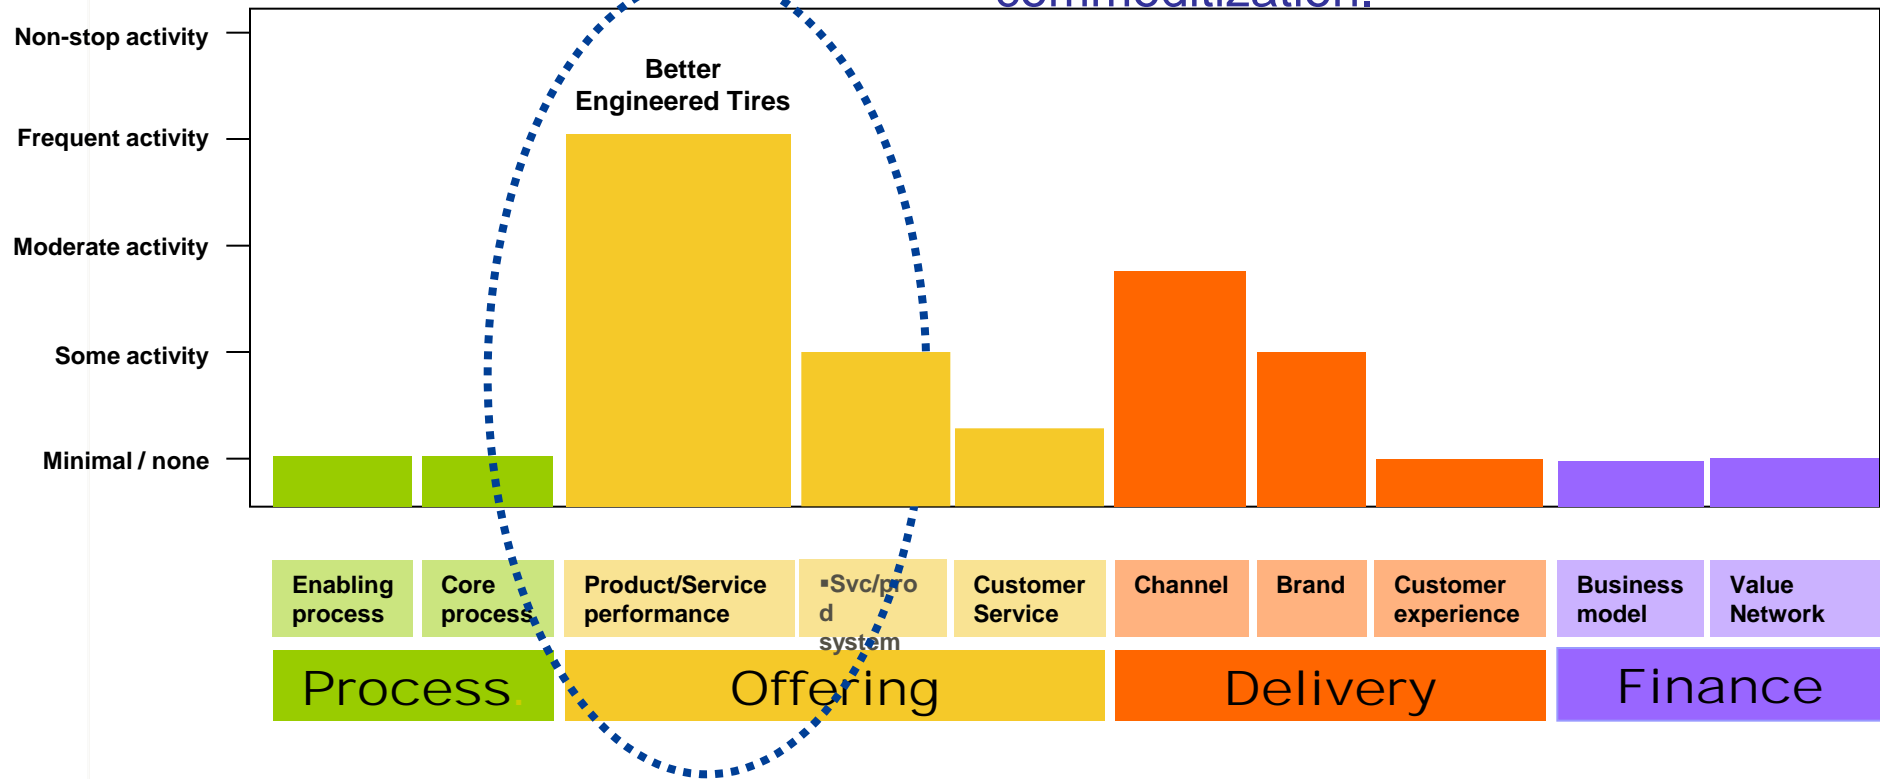 commoditization.
Non-stop activity
Better
Engineered Tires
Frequent activity
Moderate activity
Some activity
Minimal / none
Enabling
process
Core
process
Product/Service
performance
▪Svc/pro
d
system
Customer
Service
Channel
Brand
Customer
experience
Business
model
Value
Network
Process.
Offering
Delivery
Finance